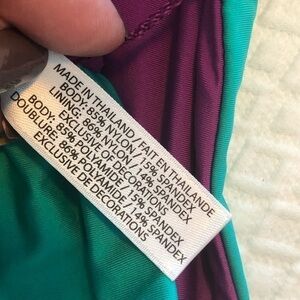 MADE IN THAILAND / FAIT EN THAILANDE
BODY: 85% NYLON / 15% SPANDEX
LINING: 86% NYLON / 14% SPANDEX
EXCLUSIVE OF DECORATIONS
BODY: 85% POLYAMIDE / 15% SPANDEX
DOUBLURE: 86% POLYAMIDE / 14% SPANDEX
EXCLUSIVE DE DECORATIONS